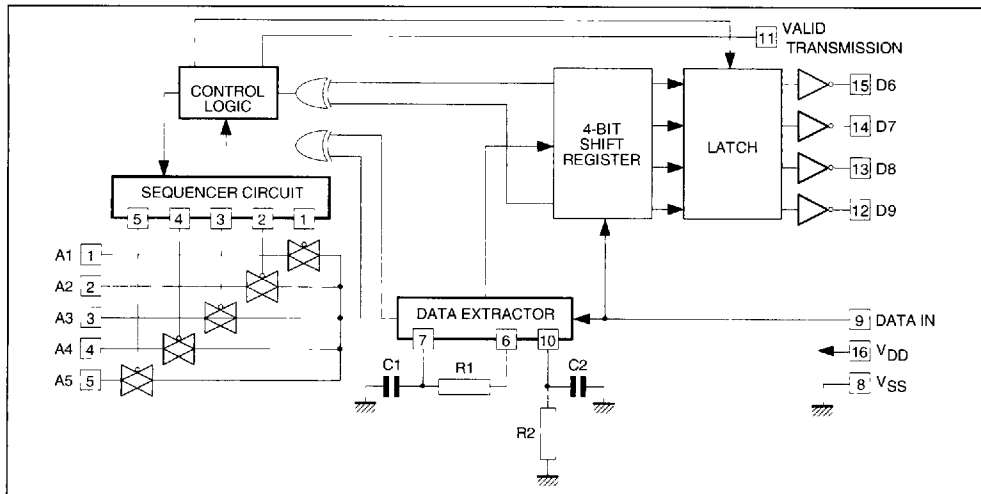 11 VALID
TRANSMISSION
CONTROL
LOGIC
4-BIT
SHIFT
REGISTER
LATCH
15 D6
14 D7
13 D8
12 D9
SEQUENCER CIRCUIT
5 4 3 2 1
A1 1
A2 2
A3 3
A4 4
A5 5
DATA EXTRACTOR
7 6 10
9 DATA IN
16 VDD
8 VSS
C1
R1
C2
R2